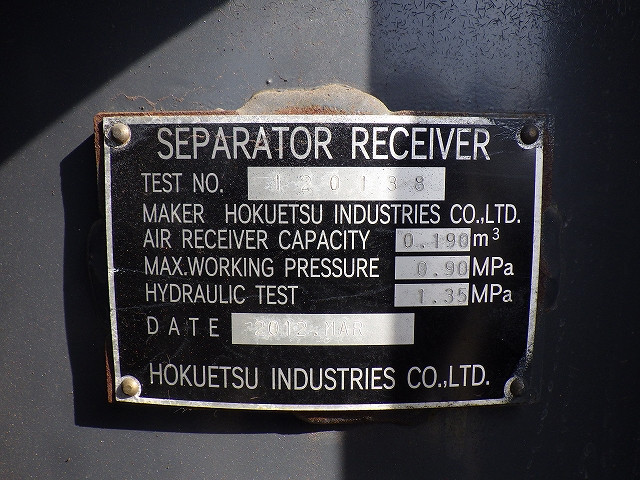 SEPARATOR RECEIVER
TEST NO. 120138
MAKER HOKUETSU INDUSTRIES CO.,LTD.
AIR RECEIVER CAPACITY 0.190 m³
MAX.WORKING PRESSURE 0.90 MPa
HYDRAULIC TEST 1.35 MPa
DATE 2012.MAR
HOKUETSU INDUSTRIES CO.,LTD.